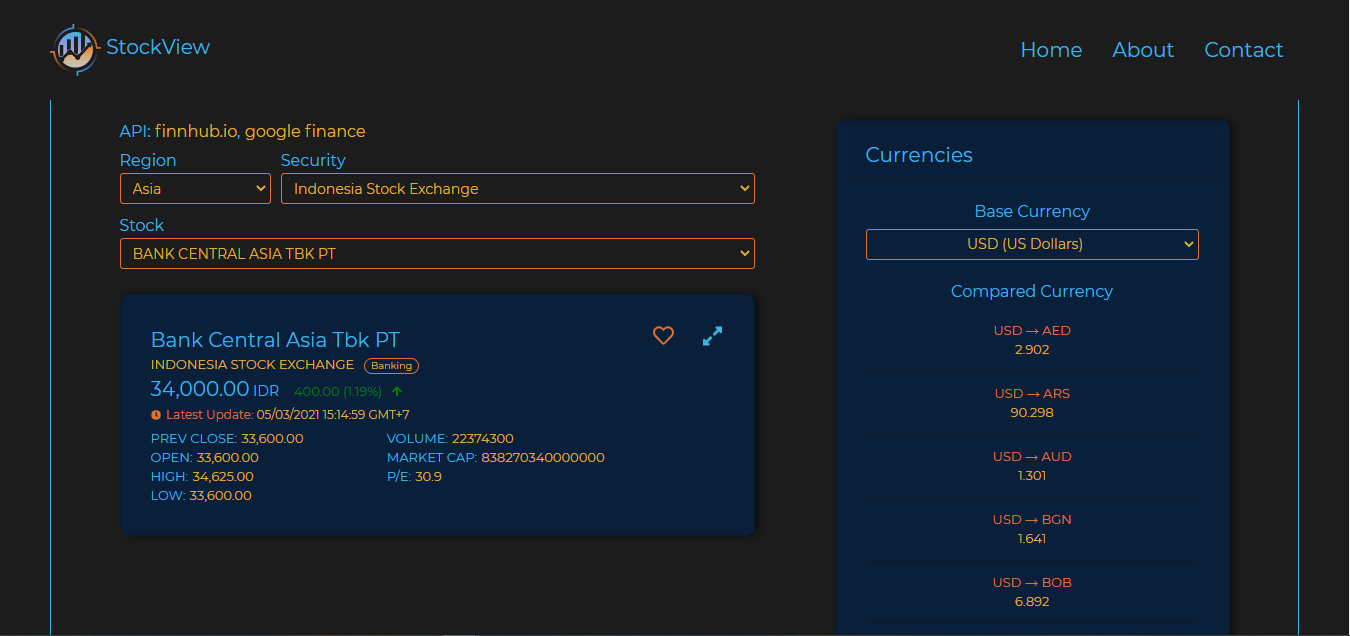 StockView
Home About Contact
API: finnhub.io, google finance
Region Security
Asia Indonesia Stock Exchange
Stock
BANK CENTRAL ASIA TBK PT
Bank Central Asia Tbk PT
INDONESIA STOCK EXCHANGE Banking
34,000.00 IDR 400.00 (1.19%)
Latest Update: 05/03/2021 15:14:59 GMT+7
PREV CLOSE: 33,600.00 VOLUME: 22374300
OPEN: 33,600.00 MARKET CAP: 838270340000000
HIGH: 34,625.00 P/E: 30.9
LOW: 33,600.00
Currencies
Base Currency
USD (US Dollars)
Compared Currency
USD → AED
2.902
USD → ARS
90.298
USD → AUD
1.301
USD → BGN
1.641
USD → BOB
6.892